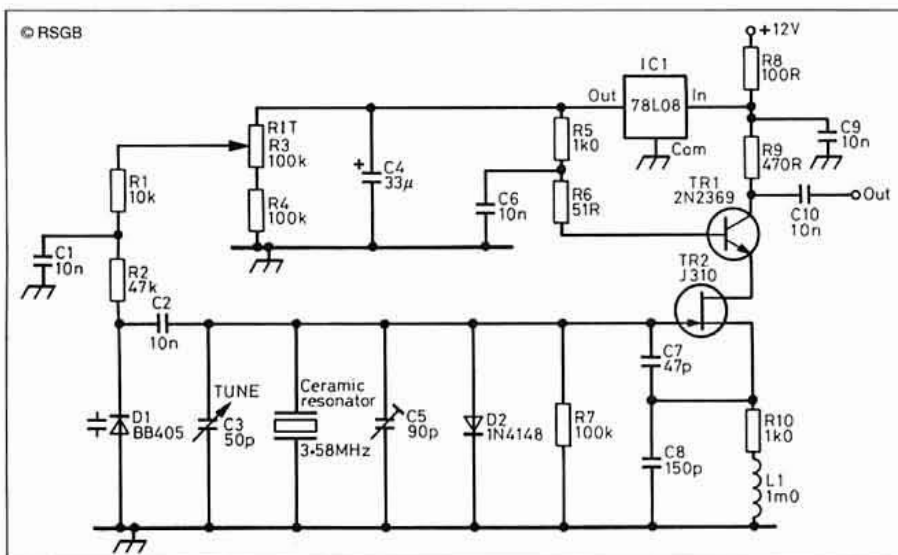 © RSGB
+12V
R8
100R
IC1
Out
78L08
In
Com
C9
10n
R9
470R
RIT
R3
100k
R4
100k
+
C4
33µ
R5
1k0
C6
10n
R6
51R
TR1
2N2369
C10
10n
Out
R1
10k
C1
10n
R2
47k
C2
10n
TR2
J310
C7
47p
D1
BB405
TUNE
C3
50p
Ceramic
resonator
3·58MHz
C5
90p
D2
1N4148
R7
100k
C8
150p
R10
1k0
L1
1m0